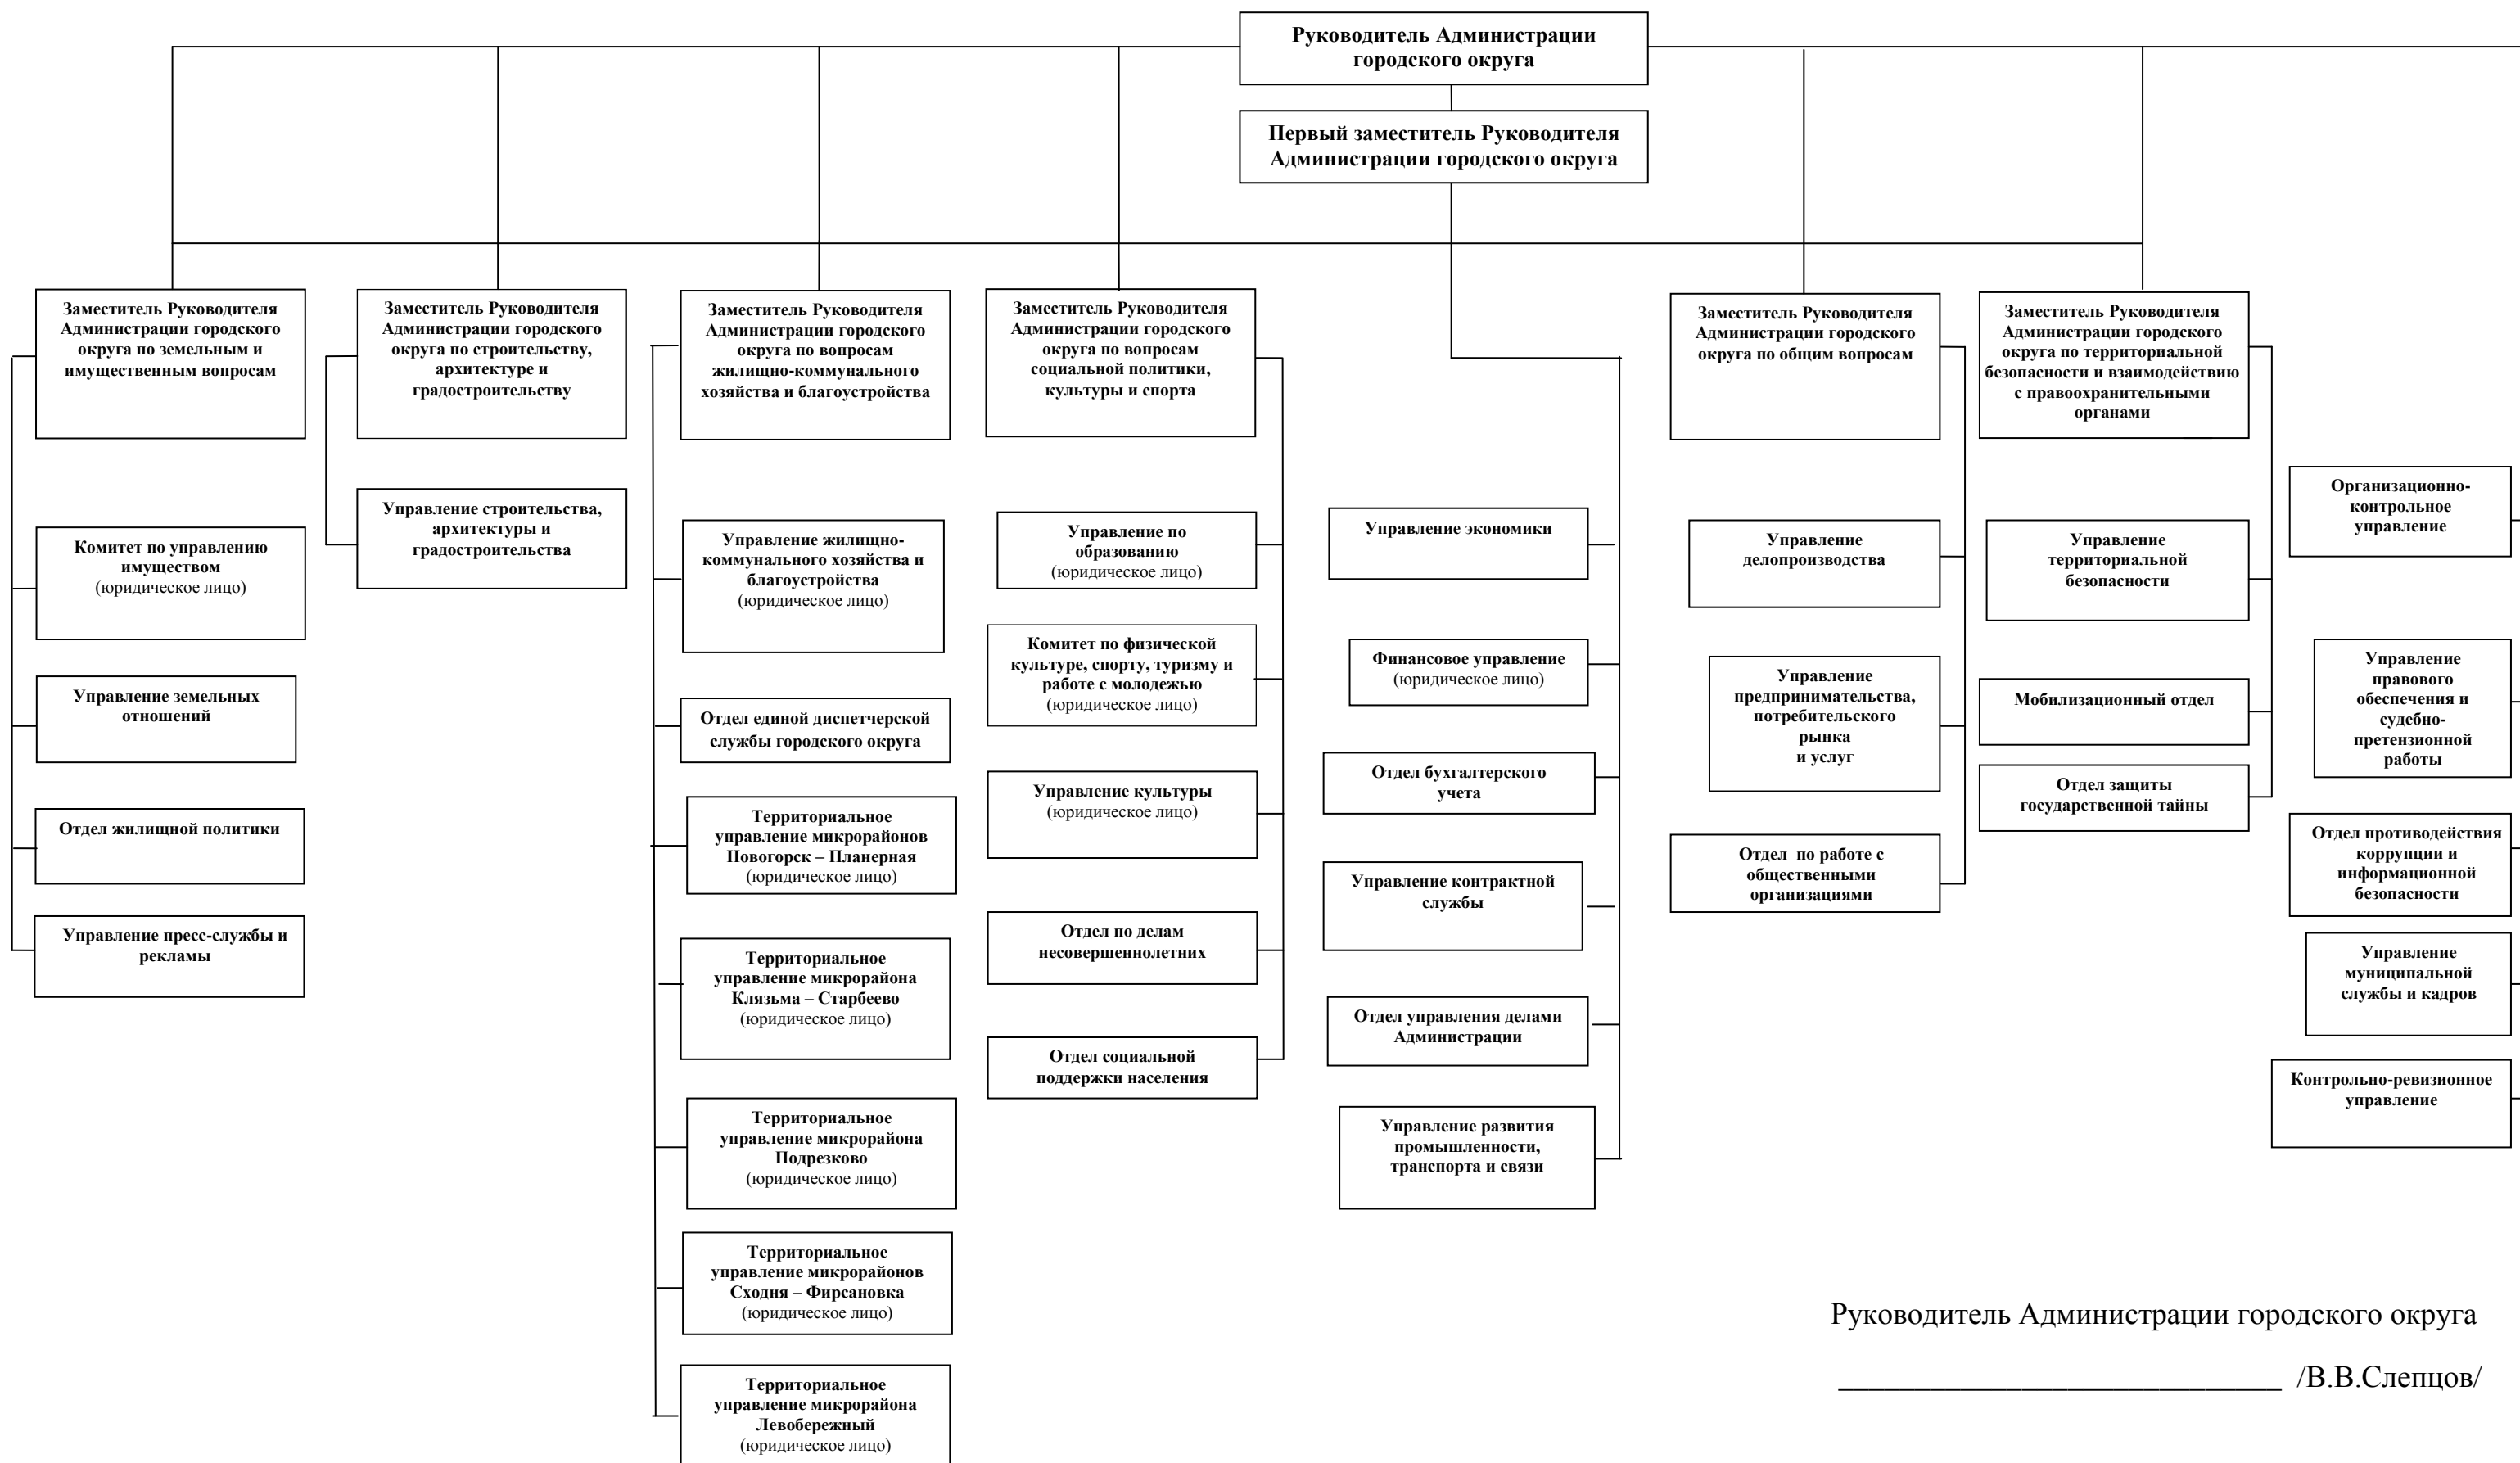 Руководитель Администрации
городского округа
Первый заместитель Руководителя
Администрации городского округа
Заместитель Руководителя
Администрации городского
округа по земельным и
имущественным вопросам
Комитет по управлению
имуществом
(юридическое лицо)
Управление земельных
отношений
Отдел жилищной политики
Управление пресс-службы и
рекламы
Заместитель Руководителя
Администрации городского
округа по строительству,
архитектуре и
градостроительству
Управление строительства,
архитектуры и
градостроительства
Заместитель Руководителя
Администрации городского
округа по вопросам
жилищно-коммунального
хозяйства и благоустройства
Управление жилищно-
коммунального хозяйства и
благоустройства
(юридическое лицо)
Отдел единой диспетчерской
службы городского округа
Территориальное
управление микрорайонов
Новогорск – Планерная
(юридическое лицо)
Территориальное
управление микрорайона
Клязьма – Старбеево
(юридическое лицо)
Территориальное
управление микрорайона
Подрезково
(юридическое лицо)
Территориальное
управление микрорайонов
Сходня – Фирсановка
(юридическое лицо)
Территориальное
управление микрорайона
Левобережный
(юридическое лицо)
Заместитель Руководителя
Администрации городского
округа по вопросам
социальной политики,
культуры и спорта
Управление по
образованию
(юридическое лицо)
Комитет по физической
культуре, спорту, туризму и
работе с молодежью
(юридическое лицо)
Управление культуры
(юридическое лицо)
Отдел по делам
несовершеннолетних
Отдел социальной
поддержки населения
Управление экономики
Финансовое управление
(юридическое лицо)
Отдел бухгалтерского
учета
Управление контрактной
службы
Отдел управления делами
Администрации
Управление развития
промышленности,
транспорта и связи
Заместитель Руководителя
Администрации городского
округа по общим вопросам
Управление
делопроизводства
Управление
предпринимательства,
потребительского
рынка
и услуг
Отдел по работе с
общественными
организациями
Заместитель Руководителя
Администрации городского
округа по территориальной
безопасности и взаимодействию
с правоохранительными
органами
Управление
территориальной
безопасности
Мобилизационный отдел
Отдел защиты
государственной тайны
Организационно-
контрольное
управление
Управление
правового
обеспечения и
судебно-
претензионной
работы
Отдел противодействия
коррупции и
информационной
безопасности
Управление
муниципальной
службы и кадров
Контрольно-ревизионное
управление
Руководитель Администрации городского округа
_____________________________ /В.В.Слепцов/